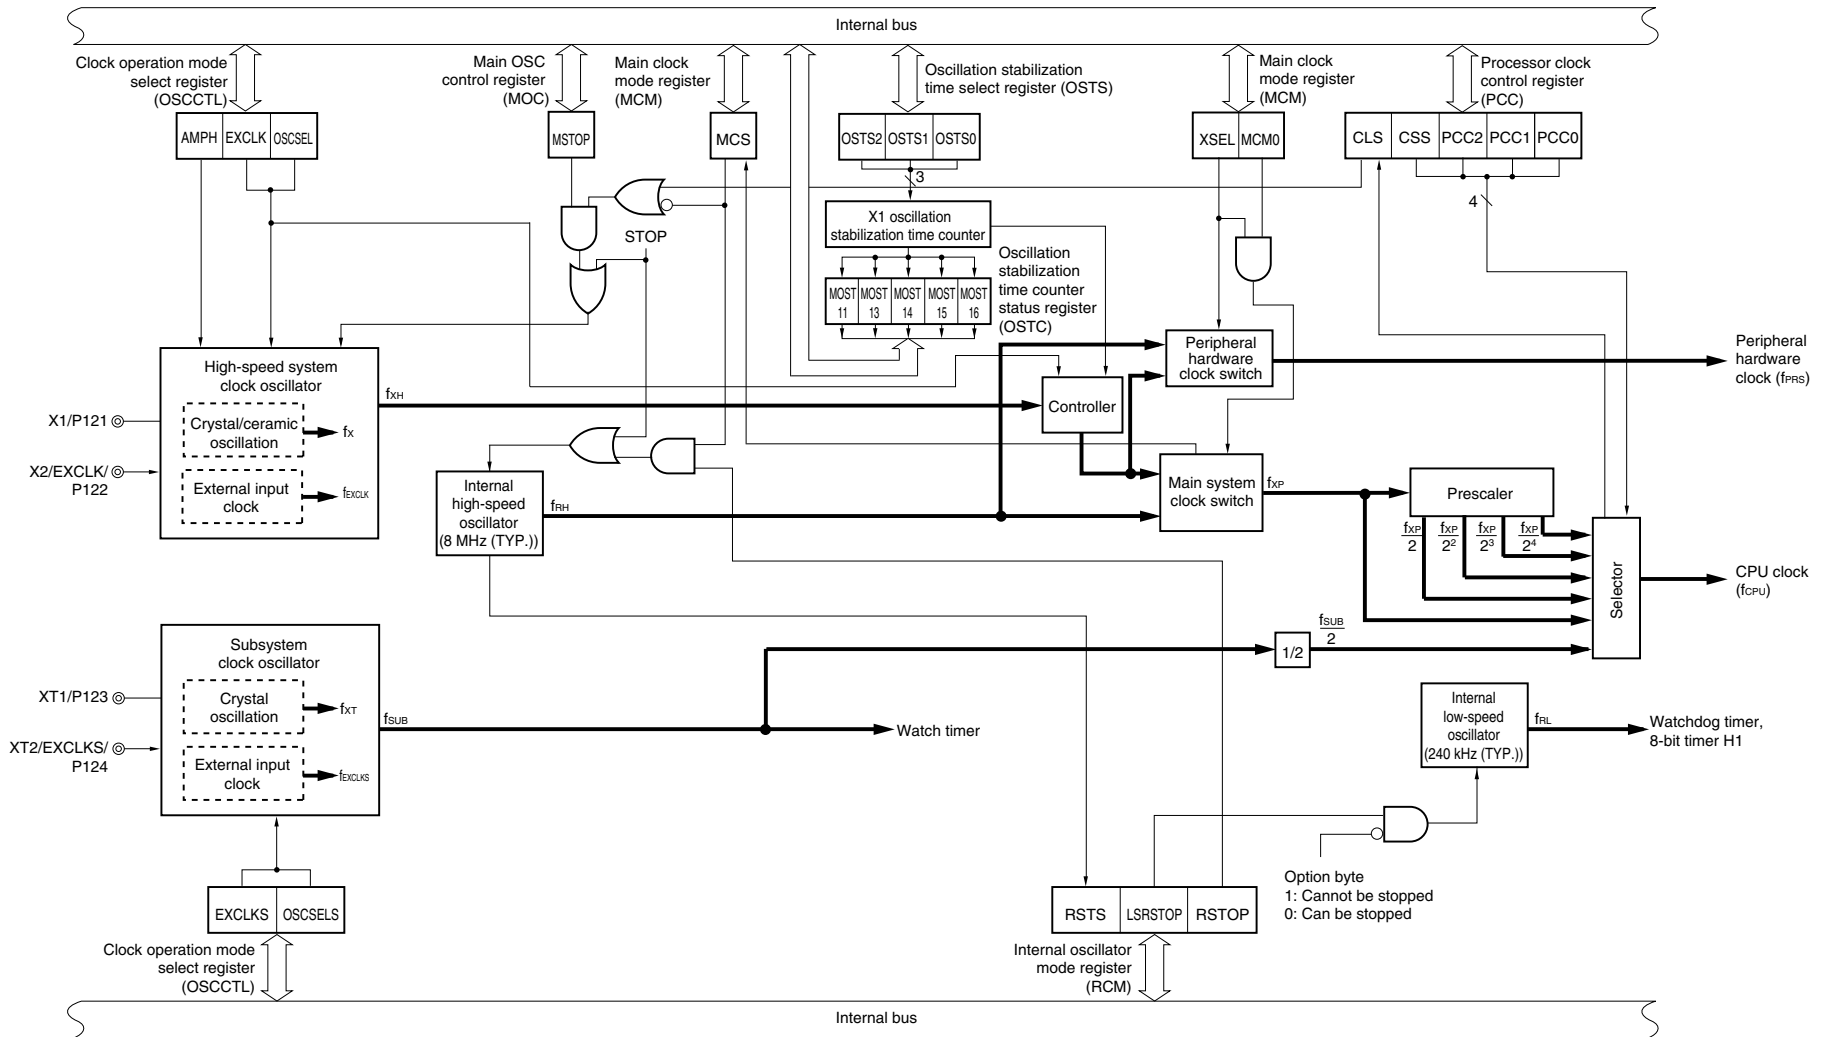 Internal bus
Clock operation mode
select register
(OSCCTL)
Main OSC
control register
(MOC)
Main clock
mode register
(MCM)
Oscillation stabilization
time select register (OSTS)
Main clock
mode register
(MCM)
Processor clock
control register
(PCC)
AMPH EXCLK OSCSEL
MSTOP
MCS
OSTS2 OSTS1 OSTS0
XSEL MCM0
CLS CSS PCC2 PCC1 PCC0
3
4
STOP
X1 oscillation
stabilization time counter
Oscillation
stabilization
time counter
status register
(OSTC)
MOST MOST MOST MOST MOST
11 13 14 15 16
High-speed system
clock oscillator
Crystal/ceramic
oscillation
fX
External input
clock
fEXCLK
X1/P121
X2/EXCLK/
P122
fXH
Controller
Peripheral
hardware
clock switch
Peripheral
hardware
clock (fPRS)
Internal
high-speed
oscillator
(8 MHz (TYP.))
fRH
Main system
clock switch
fXP
Prescaler
fXP fXP fXP fXP
2 2² 2³ 2⁴
Selector
CPU clock
(fCPU)
fSUB
2
1/2
Subsystem
clock oscillator
Crystal
oscillation
fXT
External input
clock
fEXCLKS
XT1/P123
XT2/EXCLKS/
P124
fSUB
Watch timer
Internal
low-speed
oscillator
(240 kHz (TYP.))
fRL
Watchdog timer,
8-bit timer H1
Option byte
1: Cannot be stopped
0: Can be stopped
EXCLKS OSCSELS
RSTS LSRSTOP RSTOP
Clock operation mode
select register
(OSCCTL)
Internal oscillator
mode register
(RCM)
Internal bus